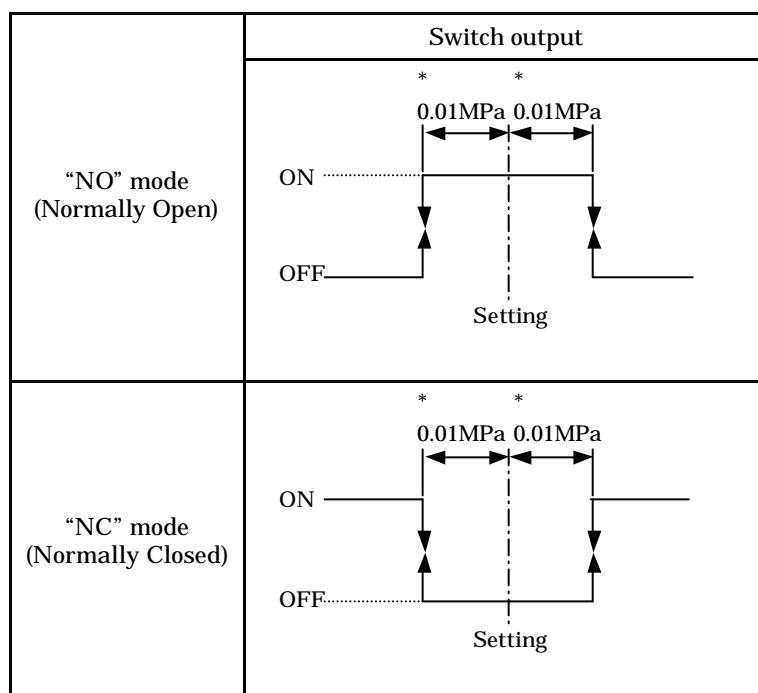 Switch output
“NO” mode
(Normally Open)
* *
0.01MPa 0.01MPa
ON
OFF
Setting
“NC” mode
(Normally Closed)
* *
0.01MPa 0.01MPa
ON
OFF
Setting